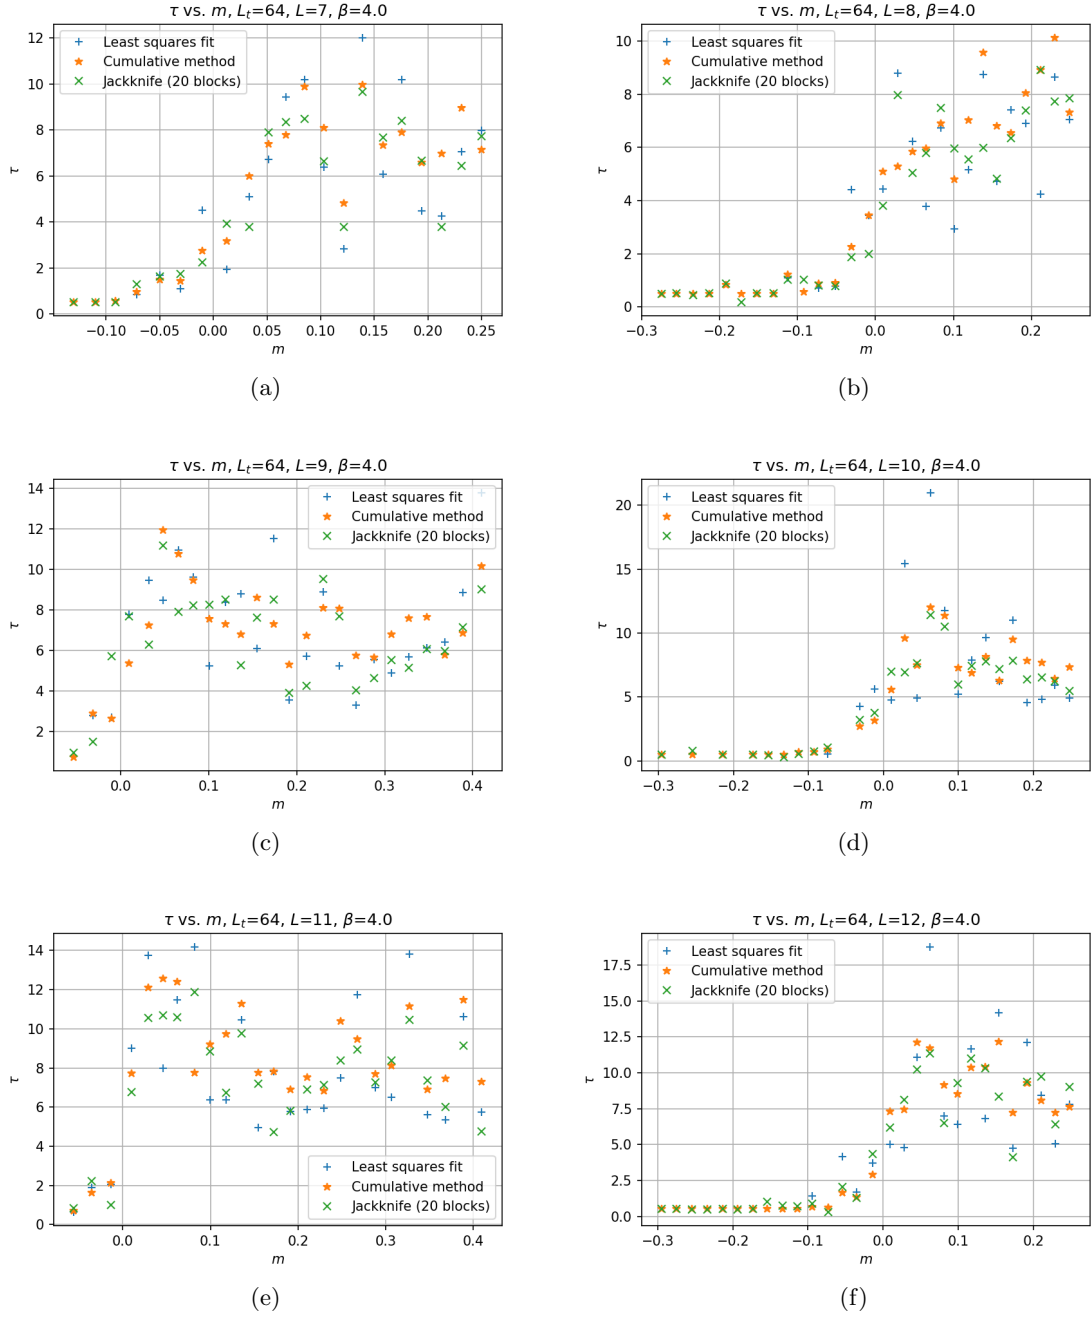 τ vs. m, L_t=64, L=7, β=4.0
Least squares fit
Cumulative method
Jackknife (20 blocks)
τ
12
10
8
6
4
2
0
−0.10 −0.05 0.00 0.05 0.10 0.15 0.20 0.25
m
(a)
τ vs. m, L_t=64, L=8, β=4.0
Least squares fit
Cumulative method
Jackknife (20 blocks)
τ
10
8
6
4
2
0
−0.3 −0.2 −0.1 0.0 0.1 0.2
m
(b)
τ vs. m, L_t=64, L=9, β=4.0
Least squares fit
Cumulative method
Jackknife (20 blocks)
τ
14
12
10
8
6
4
2
0.0 0.1 0.2 0.3 0.4
m
(c)
τ vs. m, L_t=64, L=10, β=4.0
Least squares fit
Cumulative method
Jackknife (20 blocks)
τ
20
15
10
5
0
−0.3 −0.2 −0.1 0.0 0.1 0.2
m
(d)
τ vs. m, L_t=64, L=11, β=4.0
Least squares fit
Cumulative method
Jackknife (20 blocks)
τ
14
12
10
8
6
4
2
0
0.0 0.1 0.2 0.3 0.4
m
(e)
τ vs. m, L_t=64, L=12, β=4.0
Least squares fit
Cumulative method
Jackknife (20 blocks)
τ
17.5
15.0
12.5
10.0
7.5
5.0
2.5
0.0
−0.3 −0.2 −0.1 0.0 0.1 0.2
m
(f)